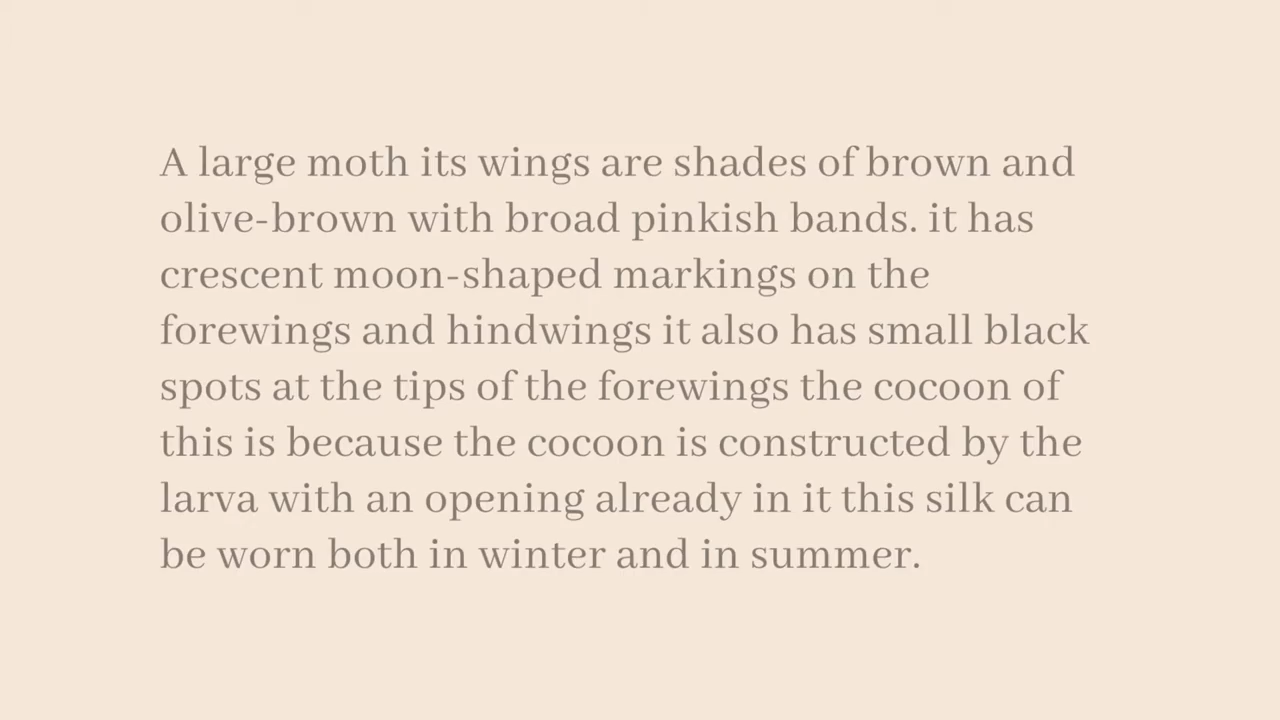 A large moth its wings are shades of brown and
olive-brown with broad pinkish bands. it has
crescent moon-shaped markings on the
forewings and hindwings it also has small black
spots at the tips of the forewings the cocoon of
this is because the cocoon is constructed by the
larva with an opening already in it this silk can
be worn both in winter and in summer.